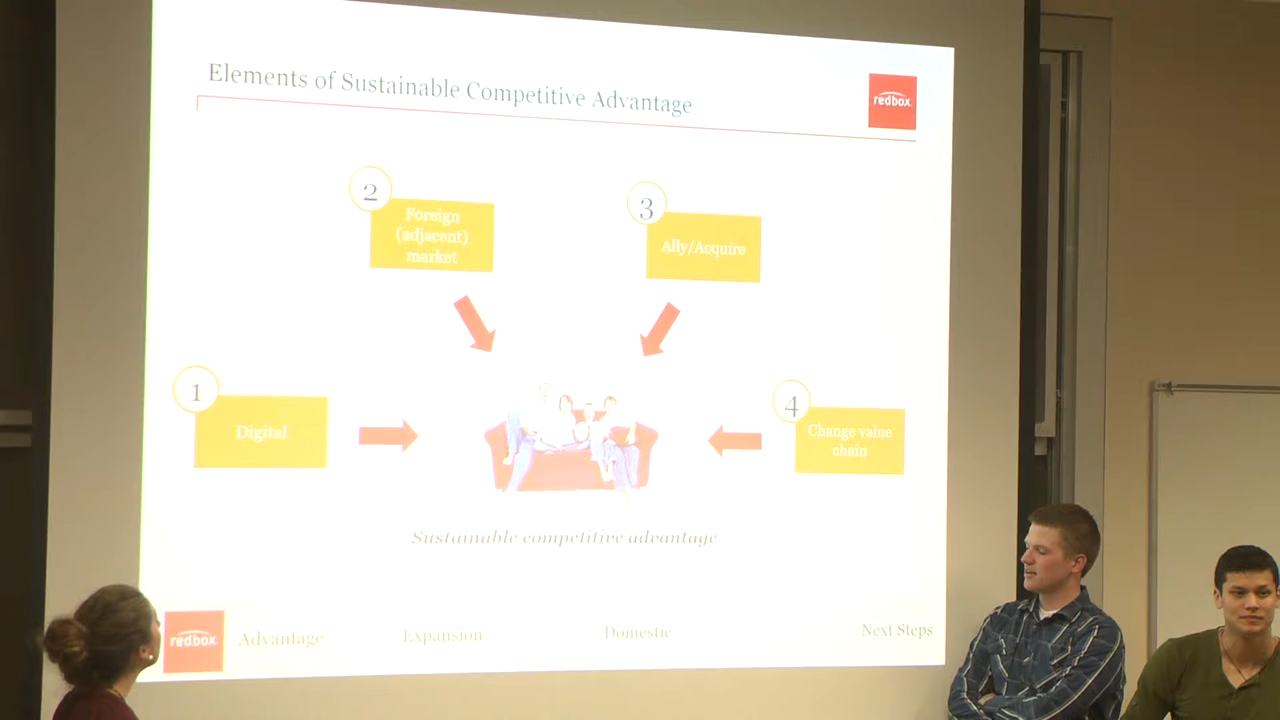 Elements of Sustainable Competitive Advantage
redbox
2
Foreign
(adjacent)
market
3
Ally/Acquire
1
Digital
4
Change value
chain
Sustainable competitive advantage
redbox
Advantage
Expansion
Domestic
Next Steps